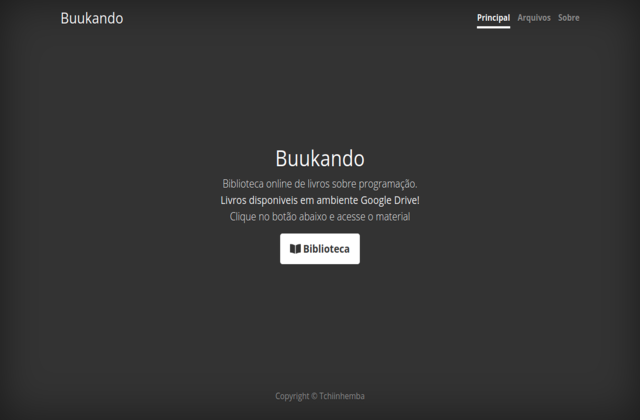 Buukando
Principal Arquivos Sobre
Buukando
Biblioteca online de livros sobre programação.
Livros disponiveis em ambiente Google Drive!
Clique no botão abaixo e acesse o material
Biblioteca
Copyright © Tchiinhemba